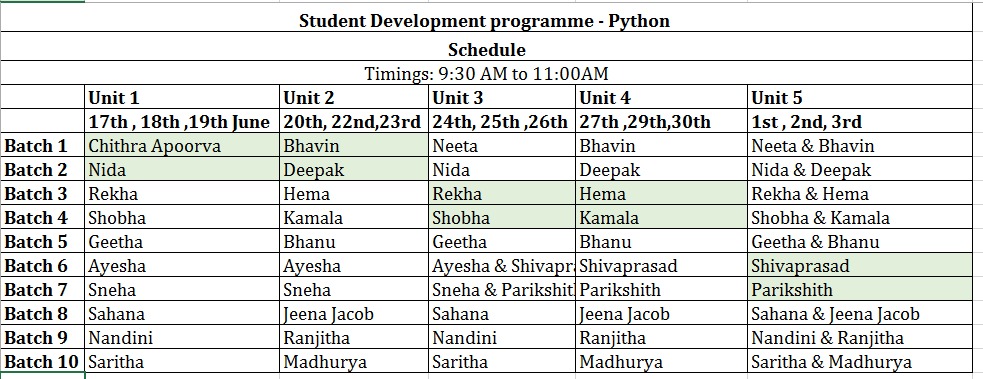 Student Development programme - Python
Schedule
Timings: 9:30 AM to 11:00AM
Unit 1 Unit 2 Unit 3 Unit 4 Unit 5
17th , 18th ,19th June 20th, 22nd,23rd 24th, 25th ,26th 27th ,29th,30th 1st , 2nd, 3rd
Batch 1 Chithra Apoorva Bhavin Neeta Bhavin Neeta & Bhavin
Batch 2 Nida Deepak Nida Deepak Nida & Deepak
Batch 3 Rekha Hema Rekha Hema Rekha & Hema
Batch 4 Shobha Kamala Shobha Kamala Shobha & Kamala
Batch 5 Geetha Bhanu Geetha Bhanu Geetha & Bhanu
Batch 6 Ayesha Ayesha Ayesha & Shivapr Shivaprasad Shivaprasad
Batch 7 Sneha Sneha Sneha & Parikshit Parikshith Parikshith
Batch 8 Sahana Jeena Jacob Sahana Jeena Jacob Sahana & Jeena Jacob
Batch 9 Nandini Ranjitha Nandini Ranjitha Nandini & Ranjitha
Batch 10 Saritha Madhurya Saritha Madhurya Saritha & Madhurya